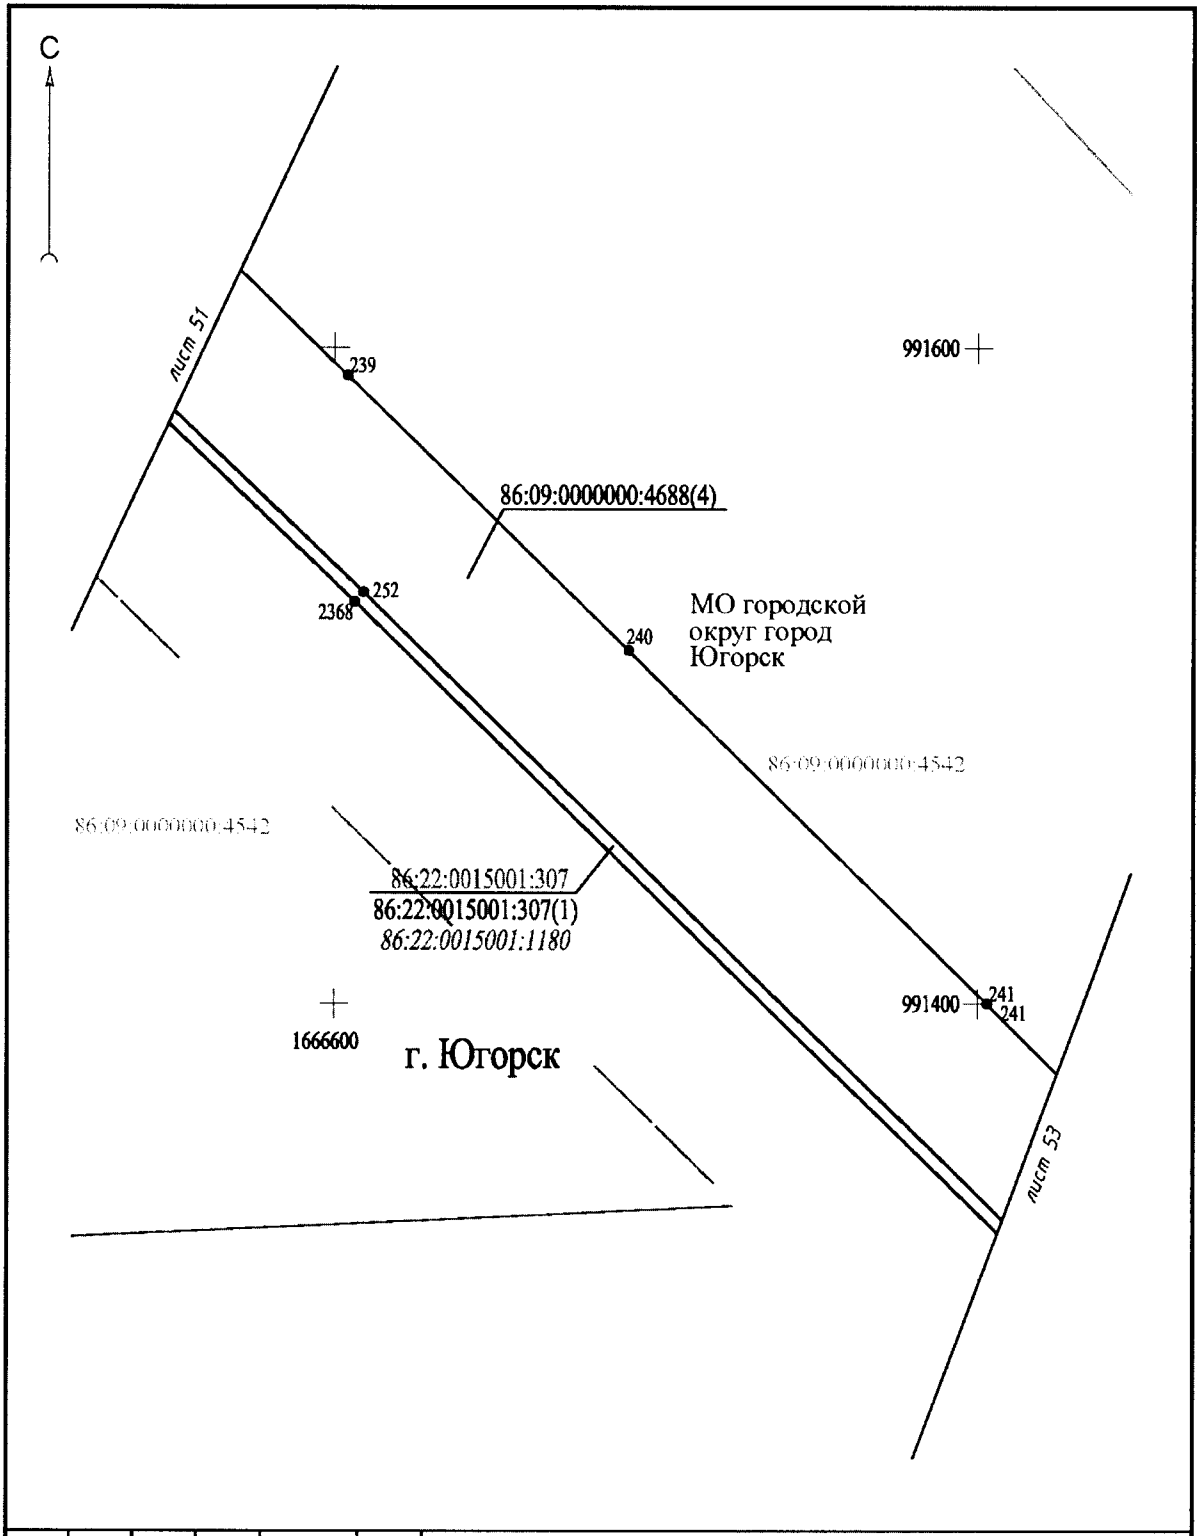 С
лист 51
239
991600
86:09:0000000:4688(4)
252
2368
МО городской
округ город
Югорск
240
86:09:0000000:4542
86:09:0000000:4542
86:22:0015001:307
86:22:0015001:307(1)
86:22:0015001:1180
991400
241
241
1666600
г. Югорск
лист 53